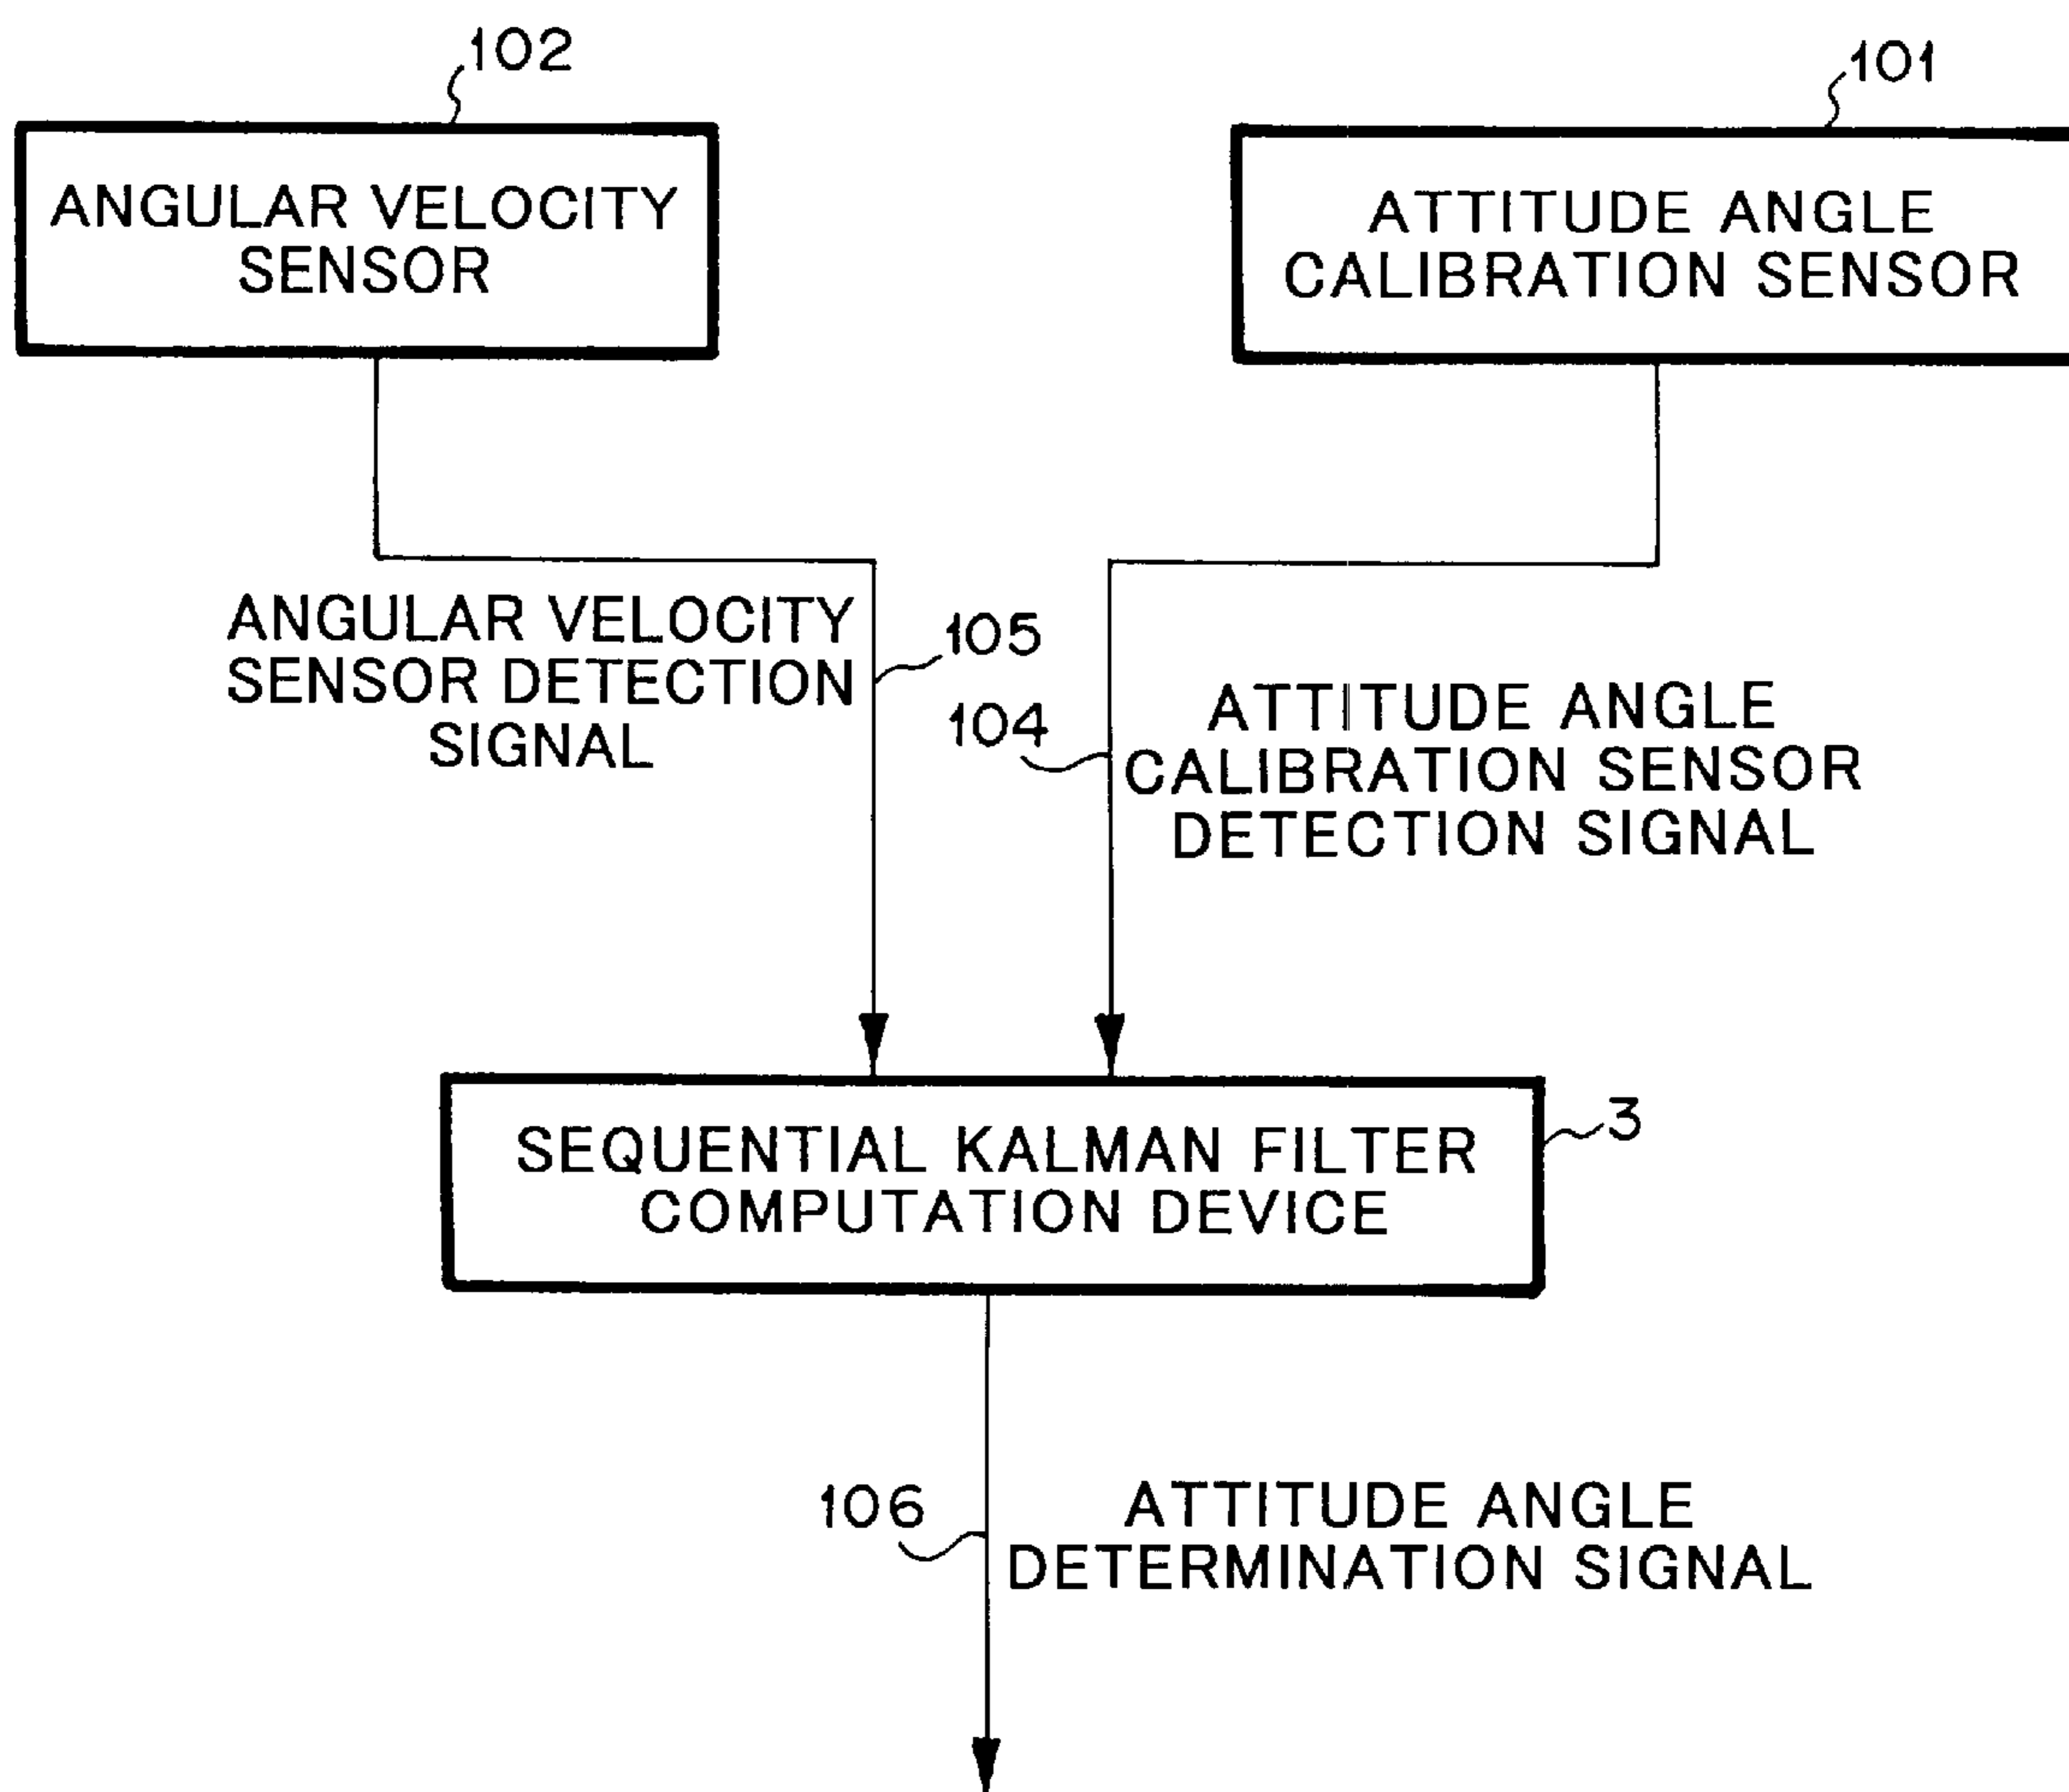 102
101
ANGULAR VELOCITY
SENSOR
ATTITUDE ANGLE
CALIBRATION SENSOR
ANGULAR VELOCITY
SENSOR DETECTION
SIGNAL
105
104
ATTITUDE ANGLE
CALIBRATION SENSOR
DETECTION SIGNAL
SEQUENTIAL KALMAN FILTER
COMPUTATION DEVICE
3
106
ATTITUDE ANGLE
DETERMINATION SIGNAL